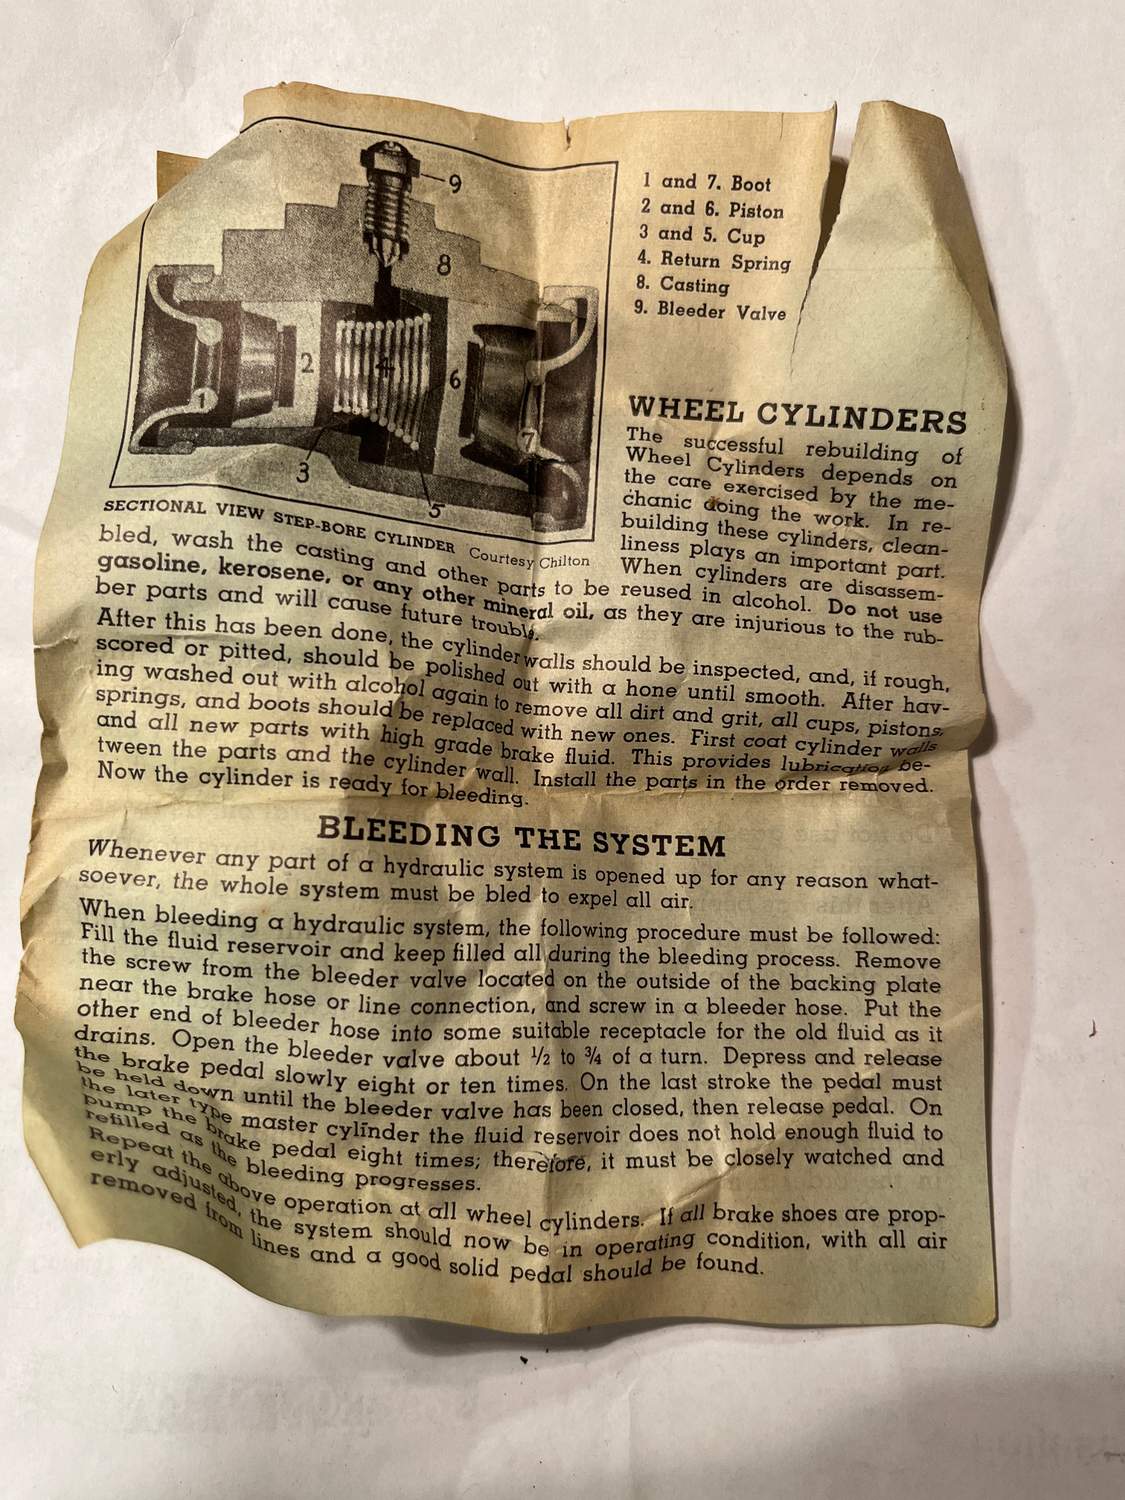 9
8
2
4
6
1
7
3
5
1 and 7. Boot
2 and 6. Piston
3 and 5. Cup
4. Return Spring
8. Casting
9. Bleeder Valve
SECTIONAL VIEW STEP-BORE CYLINDER Courtesy Chilton
WHEEL CYLINDERS
The successful rebuilding of
Wheel Cylinders depends on
the care exercised by the me-
chanic doing the work. In re-
building these cylinders, clean-
liness plays an important part.
When cylinders are disassem-
bled, wash the casting and other parts to be reused in alcohol. Do not use
gasoline, kerosene, or any other mineral oil, as they are injurious to the rub-
ber parts and will cause future trouble.
After this has been done, the cylinder walls should be inspected, and, if rough,
scored or pitted, should be polished out with a hone until smooth. After hav-
ing washed out with alcohol again to remove all dirt and grit, all cups, pistons,
springs, and boots should be replaced with new ones. First coat cylinder walls
and all new parts with high grade brake fluid. This provides lubrication be-
tween the parts and the cylinder wall. Install the parts in the order removed.
Now the cylinder is ready for bleeding.
BLEEDING THE SYSTEM
Whenever any part of a hydraulic system is opened up for any reason what-
soever, the whole system must be bled to expel all air.
When bleeding a hydraulic system, the following procedure must be followed:
Fill the fluid reservoir and keep filled all during the bleeding process. Remove
the screw from the bleeder valve located on the outside of the backing plate
near the brake hose or line connection, and screw in a bleeder hose. Put the
other end of bleeder hose into some suitable receptacle for the old fluid as it
drains. Open the bleeder valve about ½ to ¾ of a turn. Depress and release
the brake pedal slowly eight or ten times. On the last stroke the pedal must
be held down until the bleeder valve has been closed, then release pedal. On
the later type master cylinder the fluid reservoir does not hold enough fluid to
pump the brake pedal eight times; therefore, it must be closely watched and
refilled as the bleeding progresses.
Repeat the above operation at all wheel cylinders. If all brake shoes are prop-
erly adjusted, the system should now be in operating condition, with all air
removed from lines and a good solid pedal should be found.